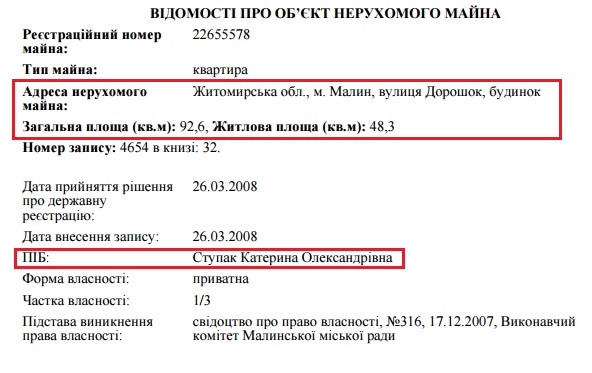 ВІДОМОСТІ ПРО ОБ’ЄКТ НЕРУХОМОГО МАЙНА
Реєстраційний номер майна: 22655578
Тип майна: квартира
Адреса нерухомого майна: Житомирська обл., м. Малин, вулиця Дорошок, будинок
Загальна площа (кв.м): 92,6, Житлова площа (кв.м): 48,3
Номер запису: 4654 в книзі: 32.
Дата прийняття рішення про державну реєстрацію: 26.03.2008
Дата внесення запису: 26.03.2008
ПІБ: Ступак Катерина Олександрівна
Форма власності: приватна
Частка власності: 1/3
Підстава виникнення права власності: свідоцтво про право власності, №316, 17.12.2007, Виконавчий комітет Малинської міської ради